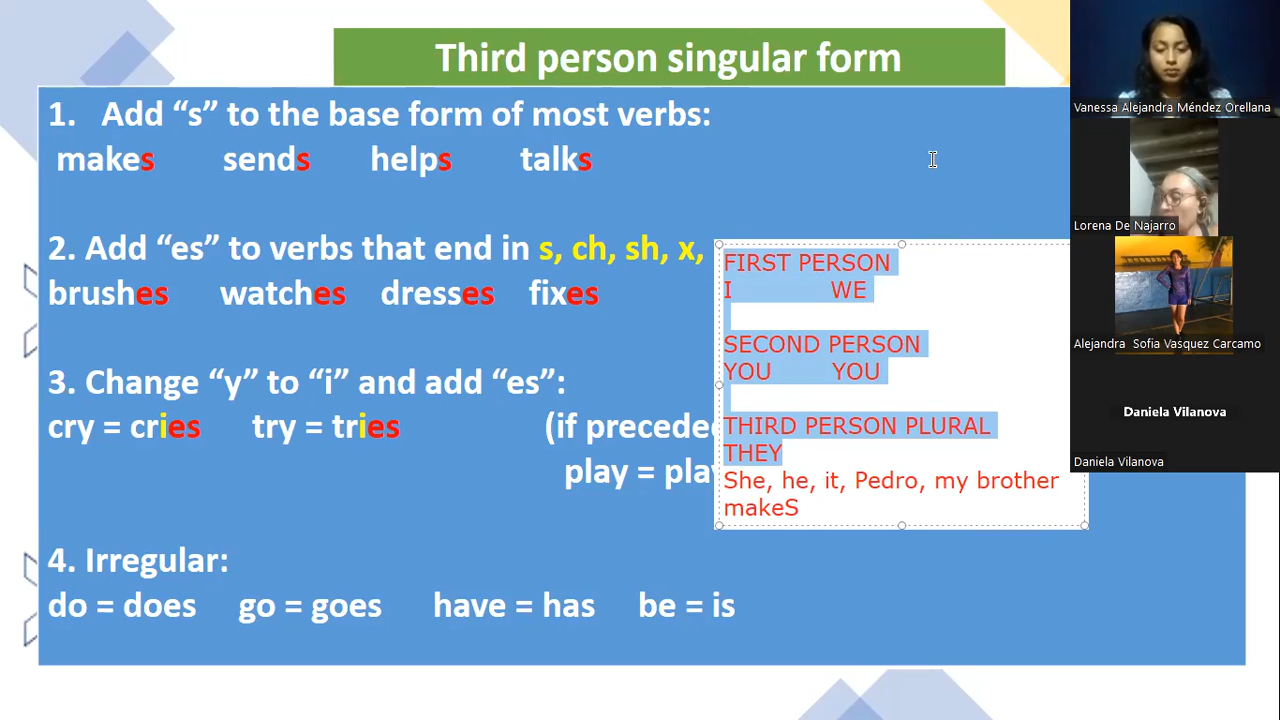 Third person singular form
1. Add “s” to the base form of most verbs:
makes sends helps talks
2. Add “es” to verbs that end in s, ch, sh, x,
brushes watches dresses fixes
3. Change “y” to “i” and add “es”:
cry = cries try = tries (if preceded
play =
4. Irregular:
do = does go = goes have = has be = is
FIRST PERSON
I WE
SECOND PERSON
YOU YOU
THIRD PERSON PLURAL
THEY
She, he, it, Pedro, my brother
makeS
Vanessa Alejandra Méndez Orellana
Lorena De Najarro
Alejandra Sofia Vasquez Carcamo
Daniela Vilanova
Daniela Vilanova